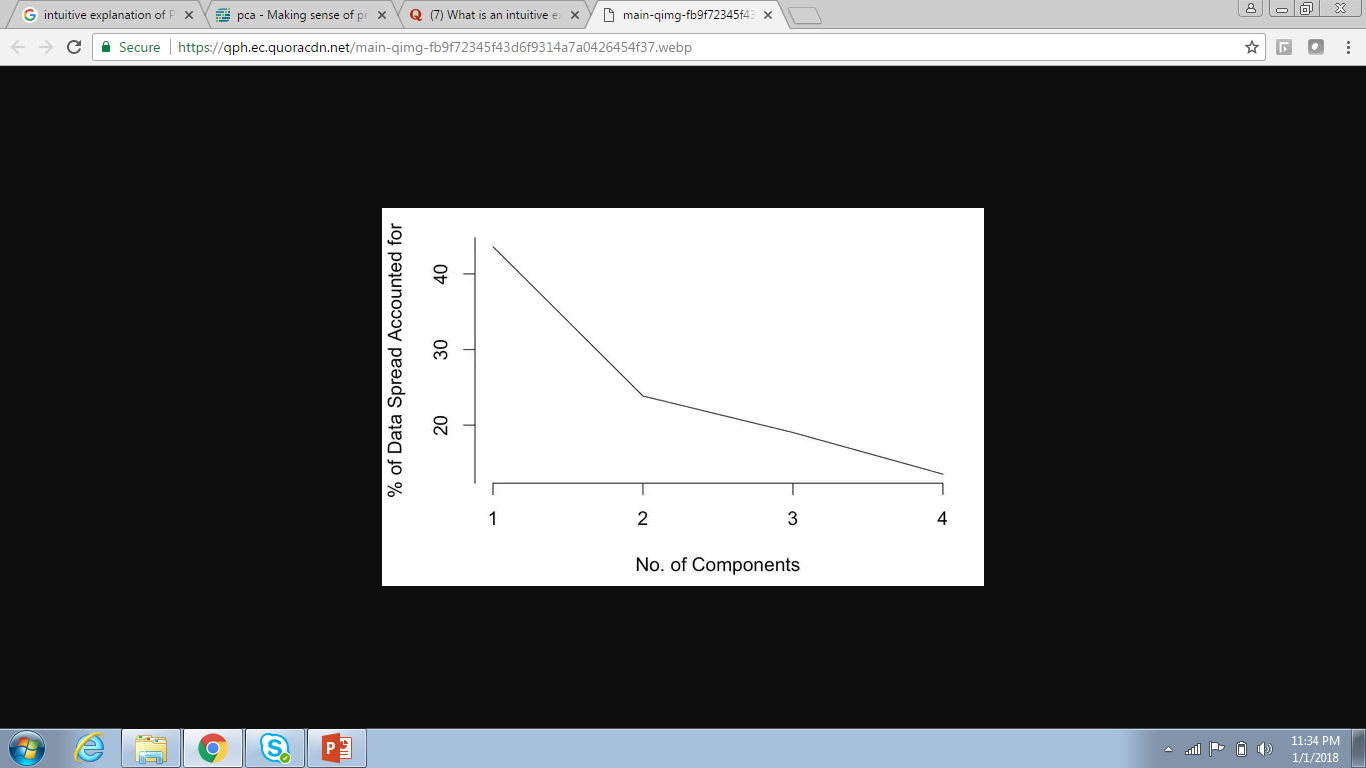 intuitive explanation of P
pca - Making sense of pr
(7) What is an intuitive e
main-qimg-fb9f72345f43
Secure
https://qph.ec.quoracdn.net/main-qimg-fb9f72345f43d6f9314a7a0426454f37.webp
% of Data Spread Accounted for
40
30
20
1 2 3 4
No. of Components
11:34 PM
1/1/2018